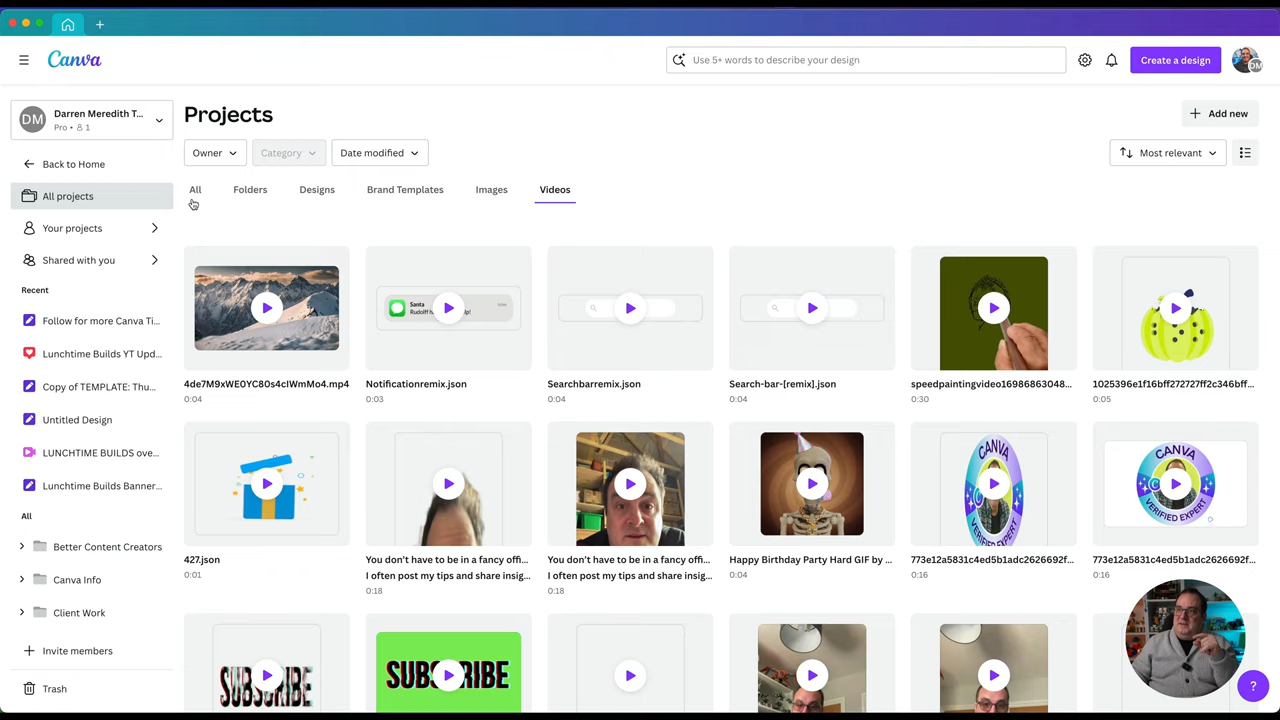 Canva
Use 5+ words to describe your design
Create a design
DM
DM
Darren Meredith T...
Pro • 1
Projects
Add new
Owner
Category
Date modified
Most relevant
Back to Home
All projects
All
Folders
Designs
Brand Templates
Images
Videos
Your projects
Shared with you
Recent
Follow for more Canva Ti...
Lunchtime Builds YT Upd...
Copy of TEMPLATE: Thu...
Untitled Design
LUNCHTIME BUILDS ove...
Lunchtime Builds Banner...
All
Better Content Creators
Canva Info
Client Work
Invite members
Trash
Santa
Rudolff h
lp!
4de7M9xWE0YC80s4clWmMo4.mp4
Notificationremix.json
Searchbarremix.json
Search-bar-[remix].json
speedpaintingvideo16986863048...
1025396e1f16bff272727ff2c346bff...
0:04
0:03
0:04
0:04
0:30
0:05
CANVA
VERIFIED EXPERT
CANVA
VERIFIED EXPERT
427.json
You don't have to be in a fancy offi...
You don't have to be in a fancy offi...
Happy Birthday Party Hard GIF by ...
773e12a5831c4ed5b1adc2626692f...
773e12a5831c4ed5b1adc2626692f...
0:01
I often post my tips and share insig...
I often post my tips and share insig...
0:04
0:16
0:16
0:18
0:18
SUBSCRIBE
SUBSCRIBE
?